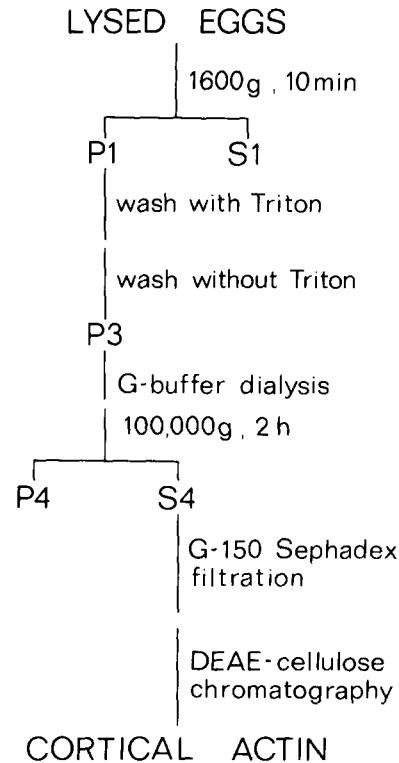 LYSED EGGS
1600g, 10min
P1 S1
wash with Triton
wash without Triton
P3
G-buffer dialysis
100,000g, 2h
P4 S4
G-150 Sephadex
filtration
DEAE-cellulose
chromatography
CORTICAL ACTIN